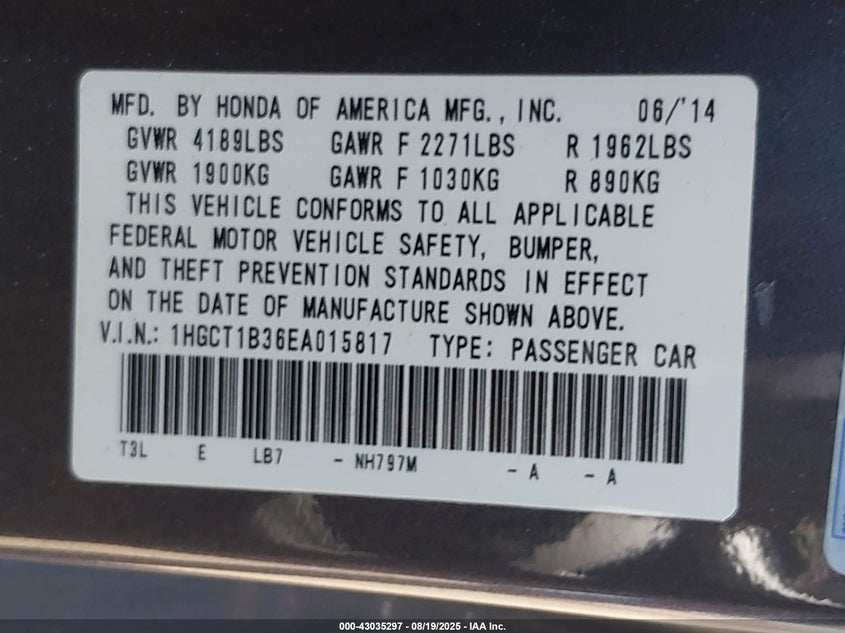 MFD. BY HONDA OF AMERICA MFG., INC. 06/'14
GVWR 4189LBS GAWR F 2271LBS R 1962LBS
GVWR 1900KG GAWR F 1030KG R 890KG
THIS VEHICLE CONFORMS TO ALL APPLICABLE
FEDERAL MOTOR VEHICLE SAFETY, BUMPER,
AND THEFT PREVENTION STANDARDS IN EFFECT
ON THE DATE OF MANUFACTURE SHOWN ABOVE.
V.I.N.: 1HGCT1B36EA015817 TYPE: PASSENGER CAR
T3L E LB7 - NH797M - A - A
000-43035297 - 08/19/2025 - IAA Inc.